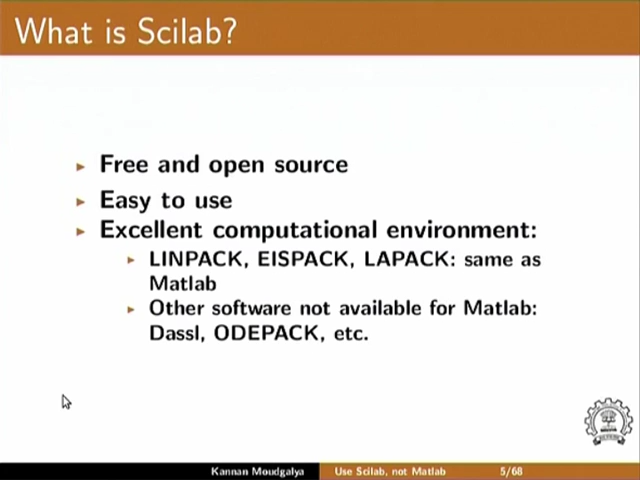 What is Scilab?
Free and open source
Easy to use
Excellent computational environment:
LINPACK, EISPACK, LAPACK: same as
Matlab
Other software not available for Matlab:
Dassl, ODEPACK, etc.
Kannan Moudgalya Use Scilab, not Matlab 5/68